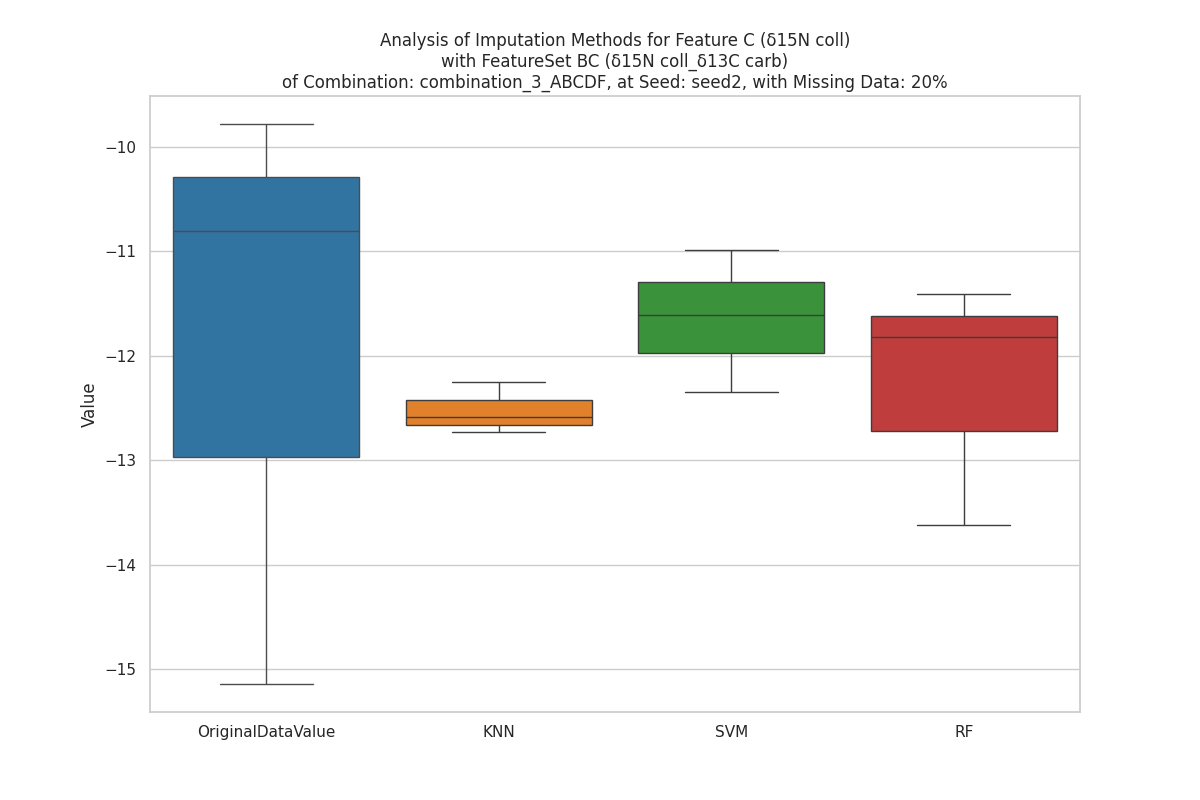 Analysis of Imputation Methods for Feature C (δ15N coll)
with FeatureSet BC (δ15N coll_δ13C carb)
of Combination: combination_3_ABCDF, at Seed: seed2, with Missing Data: 20%
Value
−10
−11
−12
−13
−14
−15
OriginalDataValue
KNN
SVM
RF